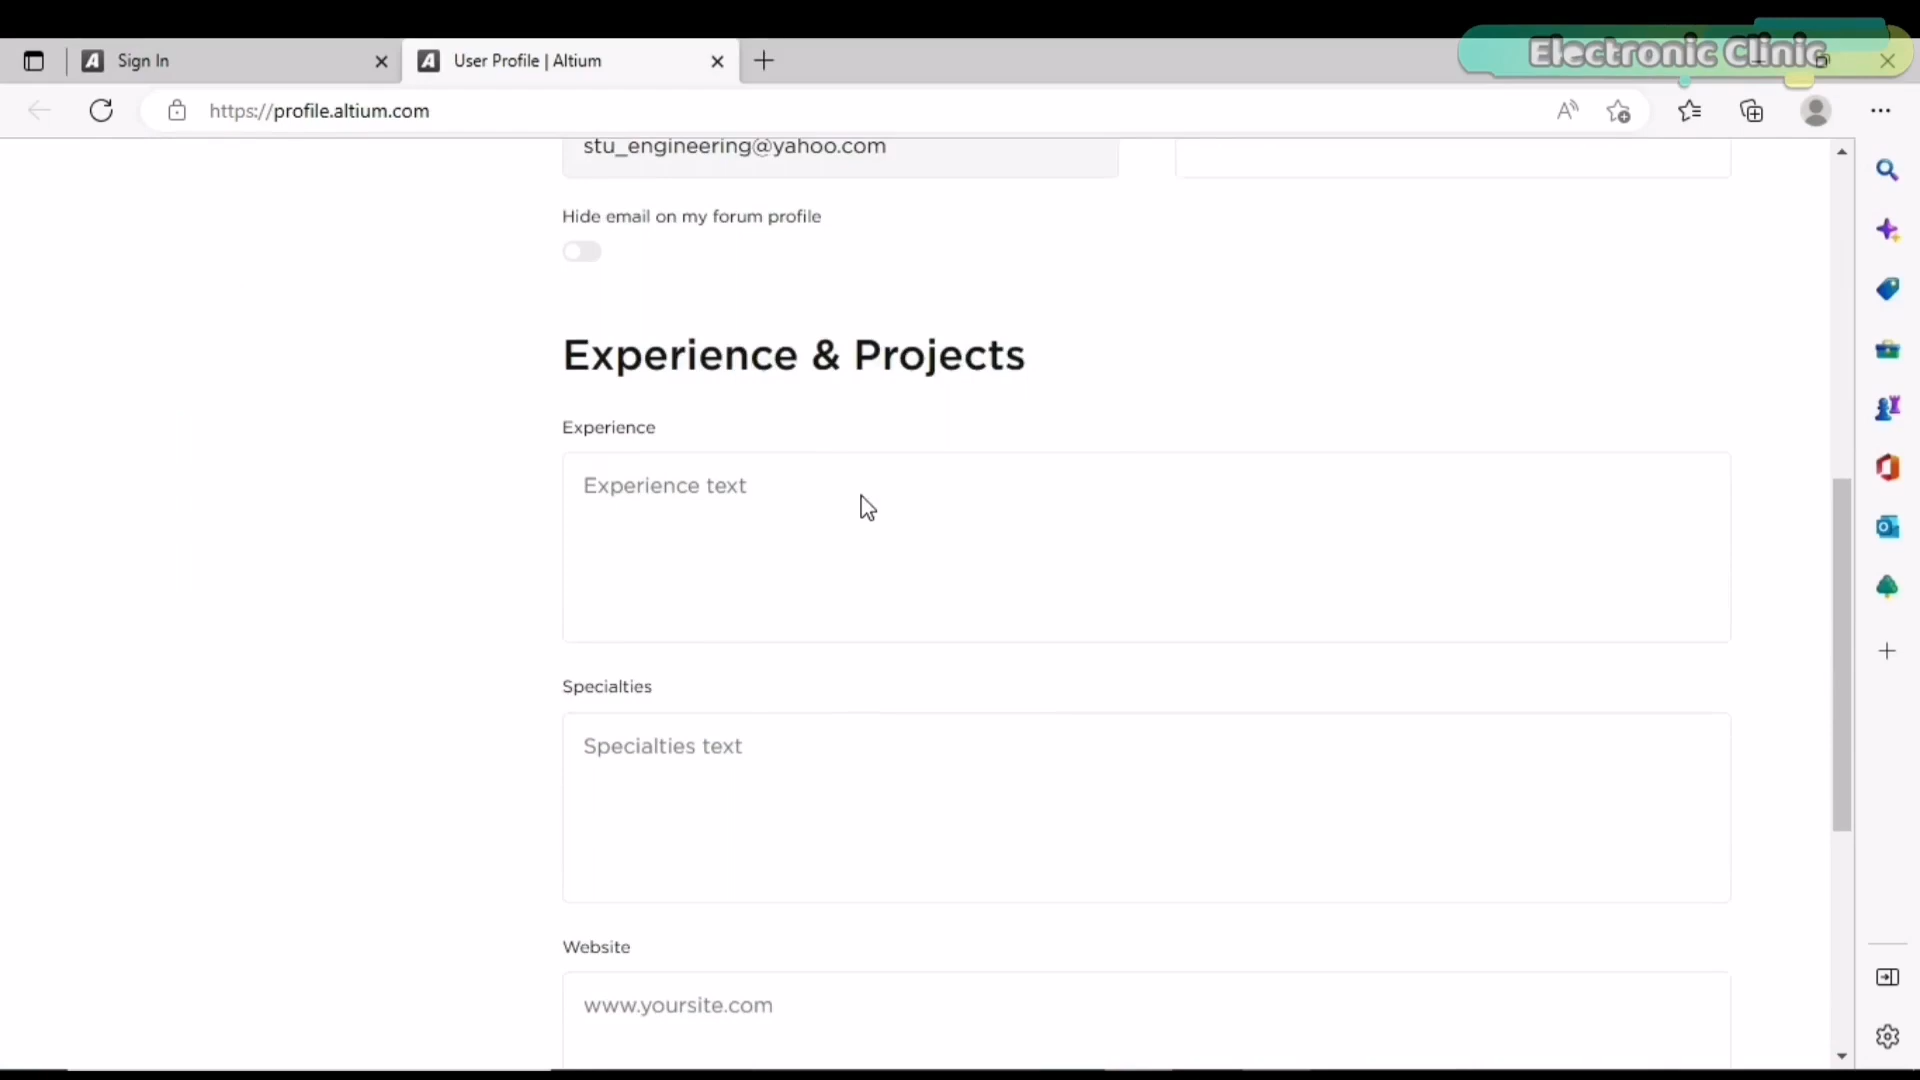 Electronic Clinic
Sign In
User Profile | Altium
https://profile.altium.com
stu_engineering@yahoo.com
Hide email on my forum profile
Experience & Projects
Experience
Experience text
Specialties
Specialties text
Website
www.yoursite.com